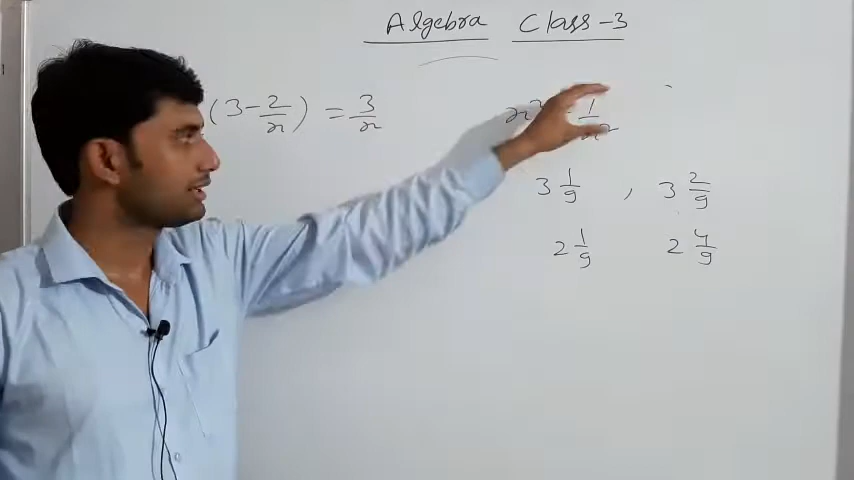 Algebra Class-3
(3 - 2/x) = 3/x
x² 1/x²
3 1/9 , 3 2/9
2 1/9 2 4/9